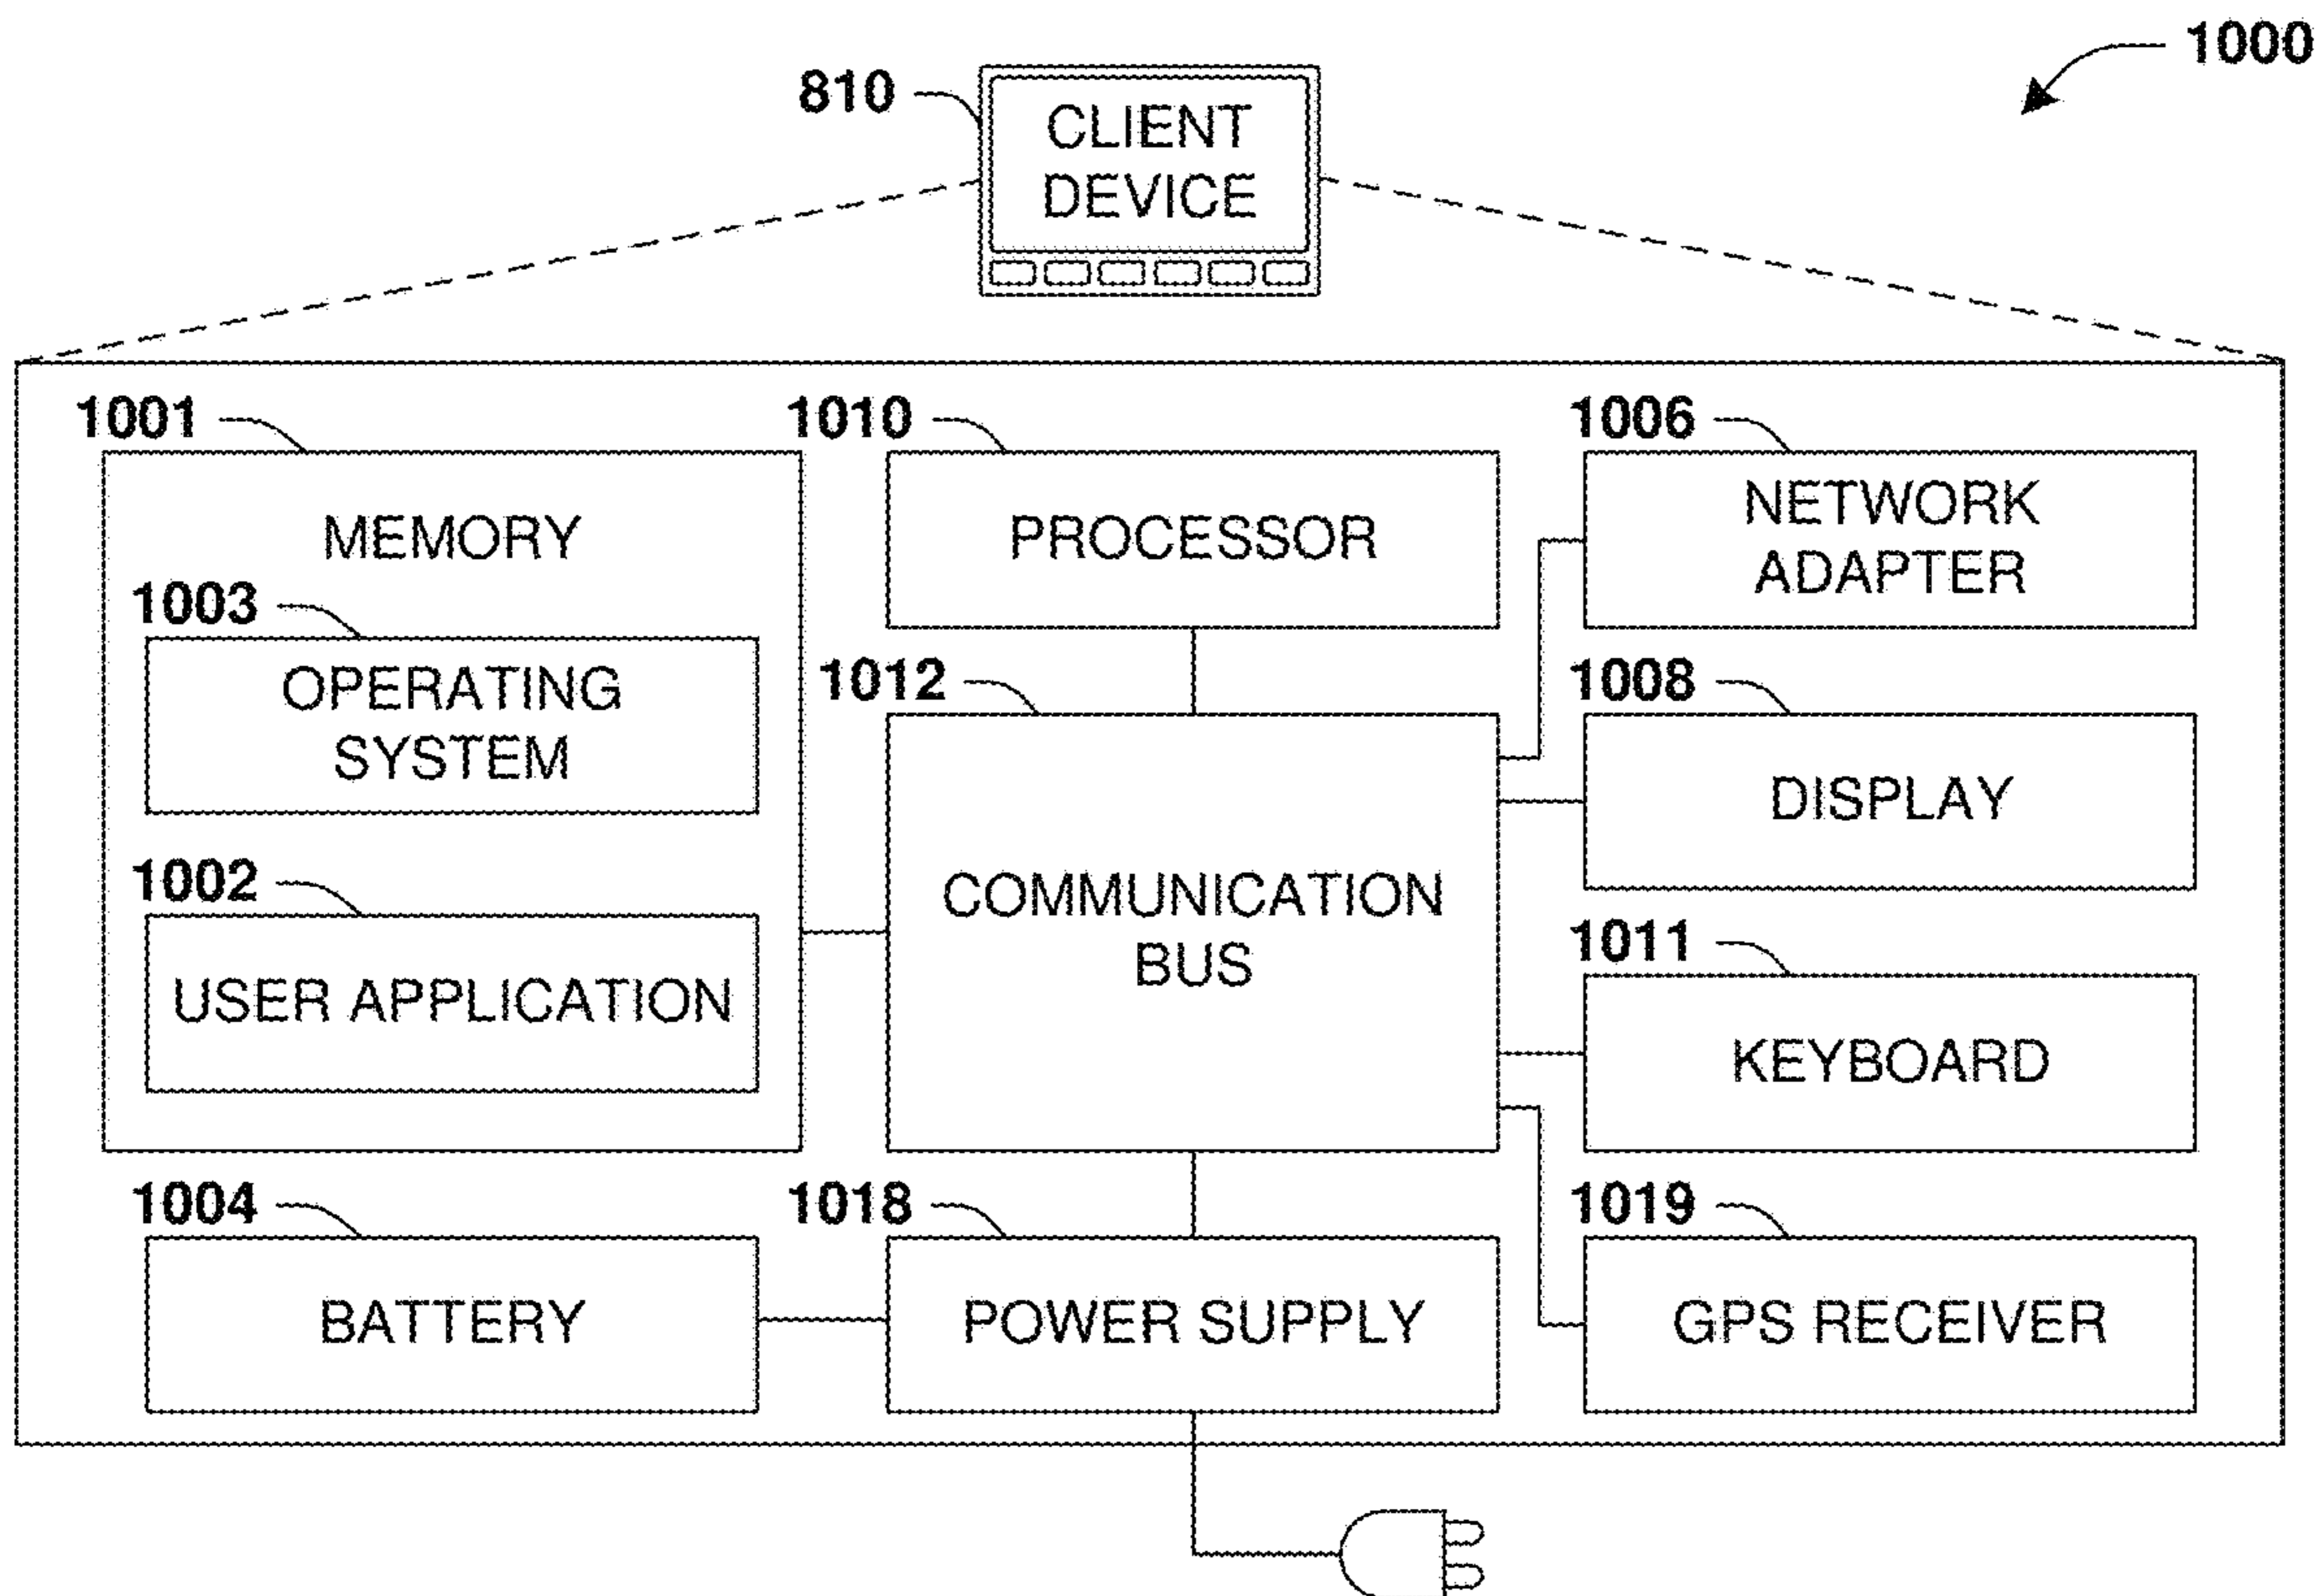 1000
810
CLIENT
DEVICE
1001
MEMORY
1003
OPERATING
SYSTEM
1002
USER APPLICATION
1004
BATTERY
1010
PROCESSOR
1012
COMMUNICATION
BUS
1018
POWER SUPPLY
1006
NETWORK
ADAPTER
1008
DISPLAY
1011
KEYBOARD
1019
GPS RECEIVER